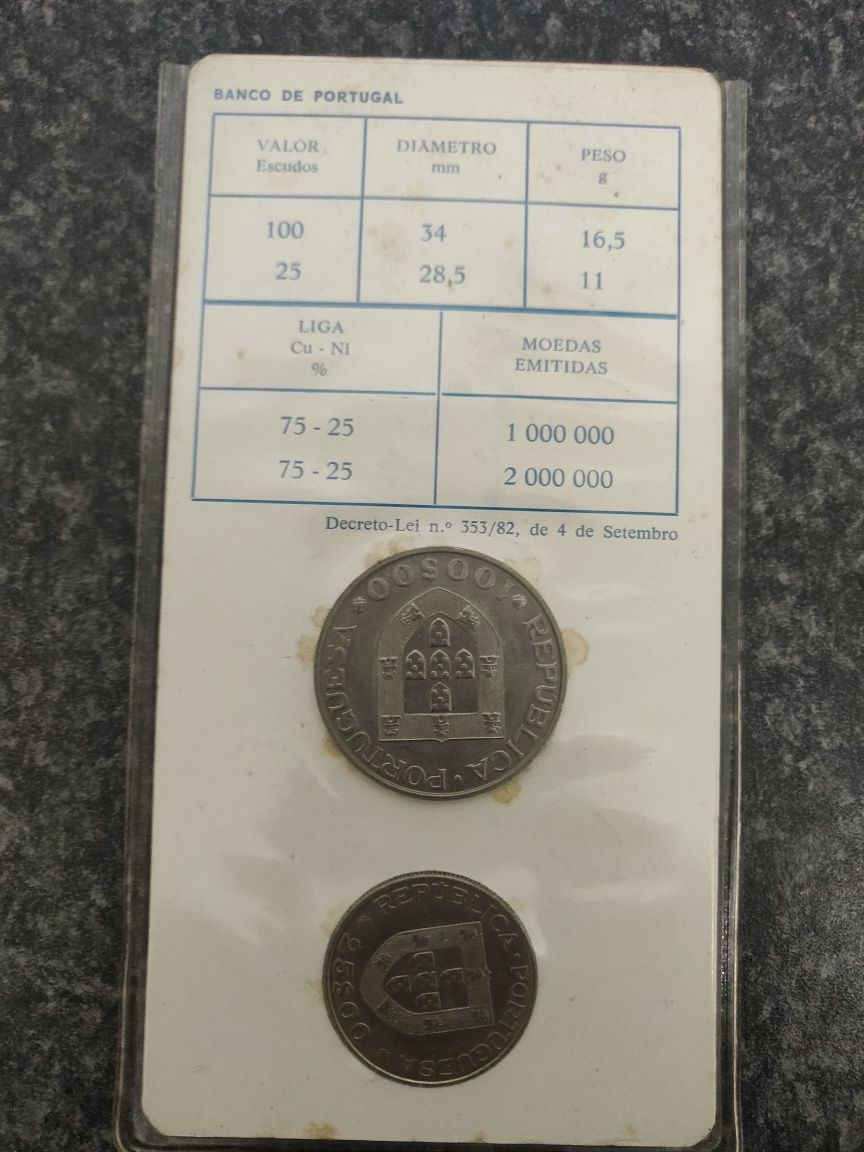 BANCO DE PORTUGAL
VALOR DIÂMETRO PESO
Escudos mm g
100 34 16,5
25 28,5 11
LIGA MOEDAS
Cu - Ni EMITIDAS
%
75 - 25 1 000 000
75 - 25 2 000 000
Decreto-Lei n.º 353/82, de 4 de Setembro
REPUBLICA · PORTUGUESA
100$00
REPÚBLICA · PORTUGUESA
25$00